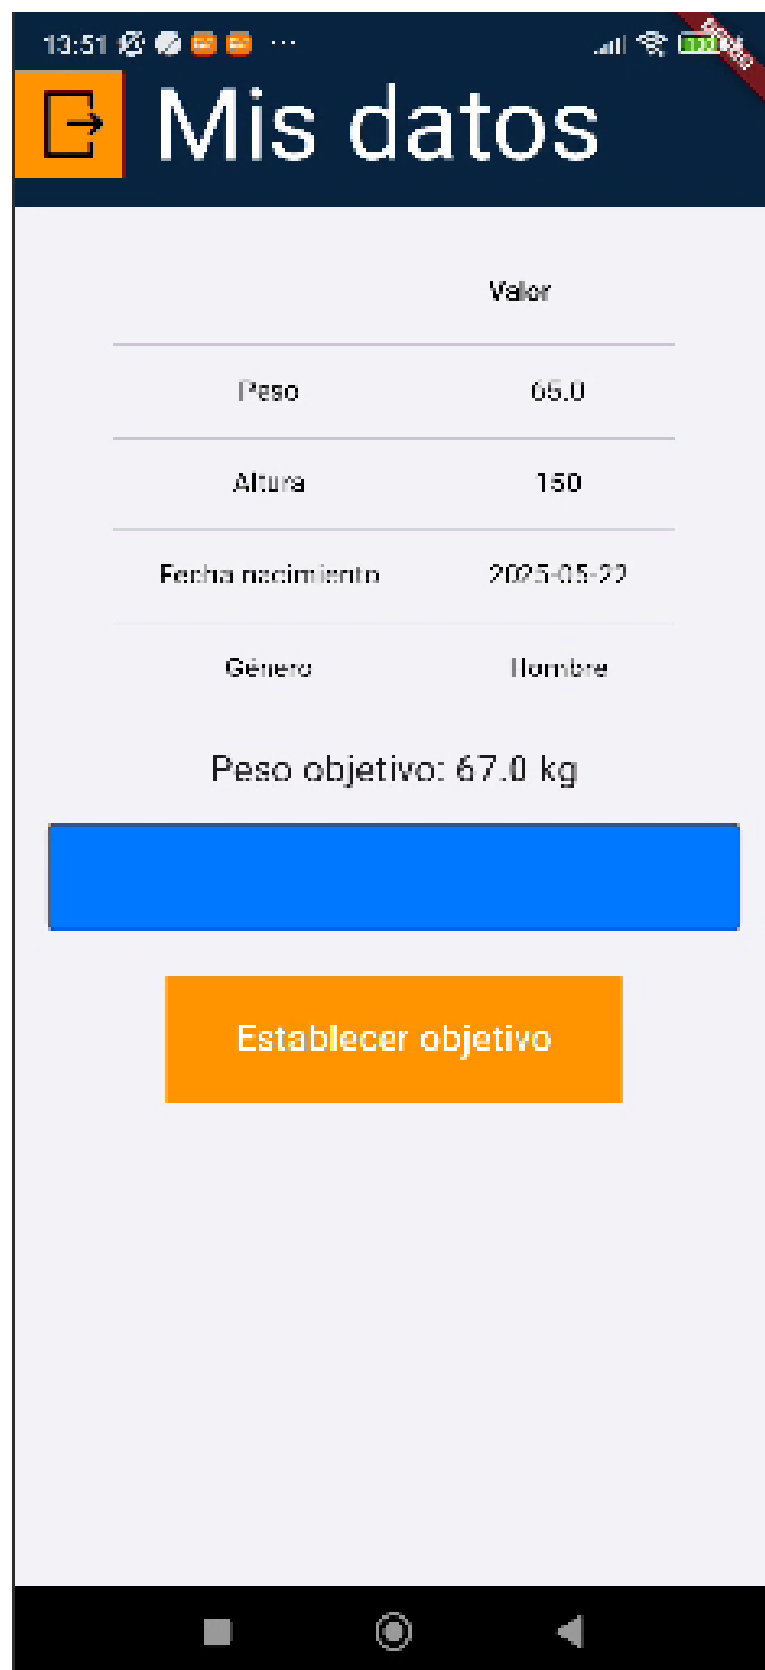 13:51
Mis datos
Valor
Peso 65.0
Altura 150
Fecha nacimiento 2025-05-22
Género Hombre
Peso objetivo: 67.0 kg
Establecer objetivo